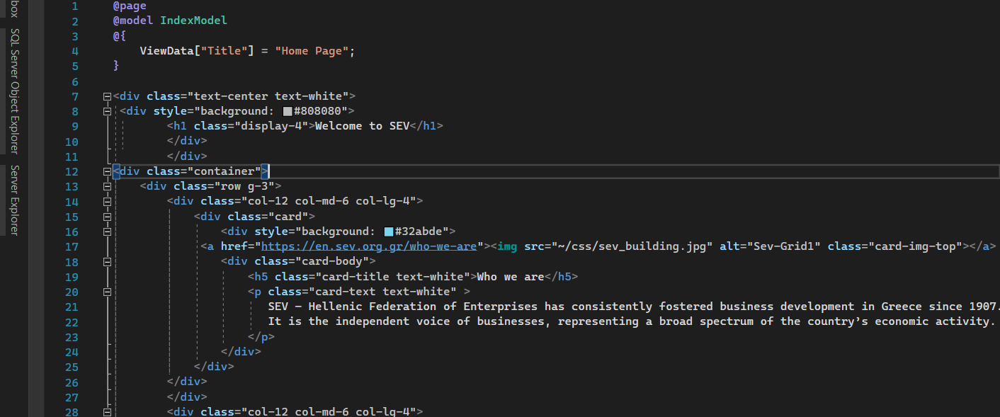 box
SQL Server Object Explorer
Server Explorer
1 @page
2 @model IndexModel
3 @{
4 ViewData["Title"] = "Home Page";
5 }
6
7 <div class="text-center text-white">
8 <div style="background: #808080">
9 <h1 class="display-4">Welcome to SEV</h1>
10 </div>
11 </div>
12 <div class="container">
13 <div class="row g-3">
14 <div class="col-12 col-md-6 col-lg-4">
15 <div class="card">
16 <div style="background: #32abde">
17 <a href="https://en.sev.org.gr/who-we-are"><img src="~/css/sev_building.jpg" alt="Sev-Grid1" class="card-img-top"></a>
18 <div class="card-body">
19 <h5 class="card-title text-white">Who we are</h5>
20 <p class="card-text text-white" >
21 SEV – Hellenic Federation of Enterprises has consistently fostered business development in Greece since 1907.
22 It is the independent voice of businesses, representing a broad spectrum of the country’s economic activity.
23 </p>
24 </div>
25 </div>
26 </div>
27 </div>
28 <div class="col-12 col-md-6 col-lg-4">